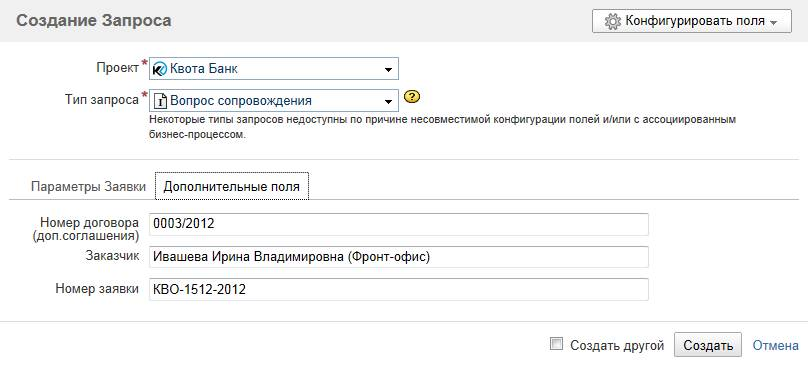 Создание Запроса
Конфигурировать поля
Проект*
Квота Банк
Тип запроса*
Вопрос сопровождения
?
Некоторые типы запросов недоступны по причине несовместимой конфигурации полей и/или с ассоциированным
бизнес-процессом.
Параметры Заявки
Дополнительные поля
Номер договора
(доп.соглашения)
0003/2012
Заказчик
Ивашева Ирина Владимировна (Фронт-офис)
Номер заявки
КВО-1512-2012
Создать другой
Создать
Отмена